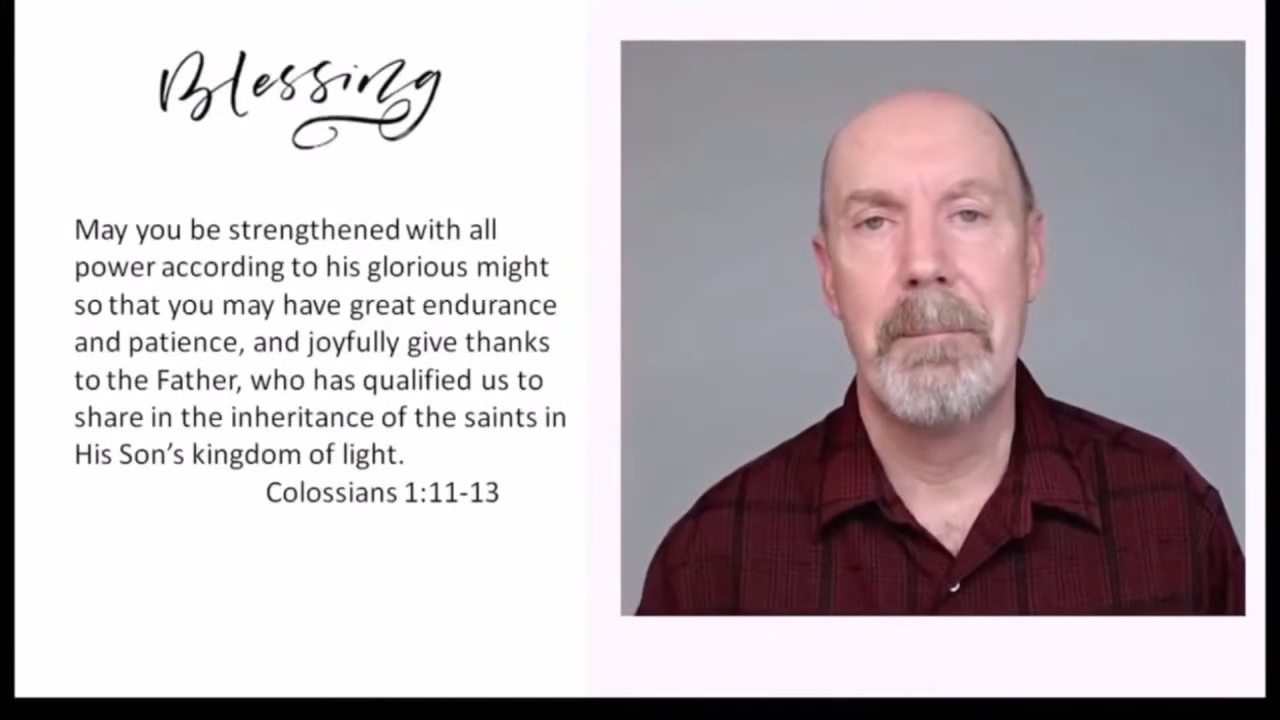 Blessing
May you be strengthened with all
power according to his glorious might
so that you may have great endurance
and patience, and joyfully give thanks
to the Father, who has qualified us to
share in the inheritance of the saints in
His Son’s kingdom of light.
Colossians 1:11-13